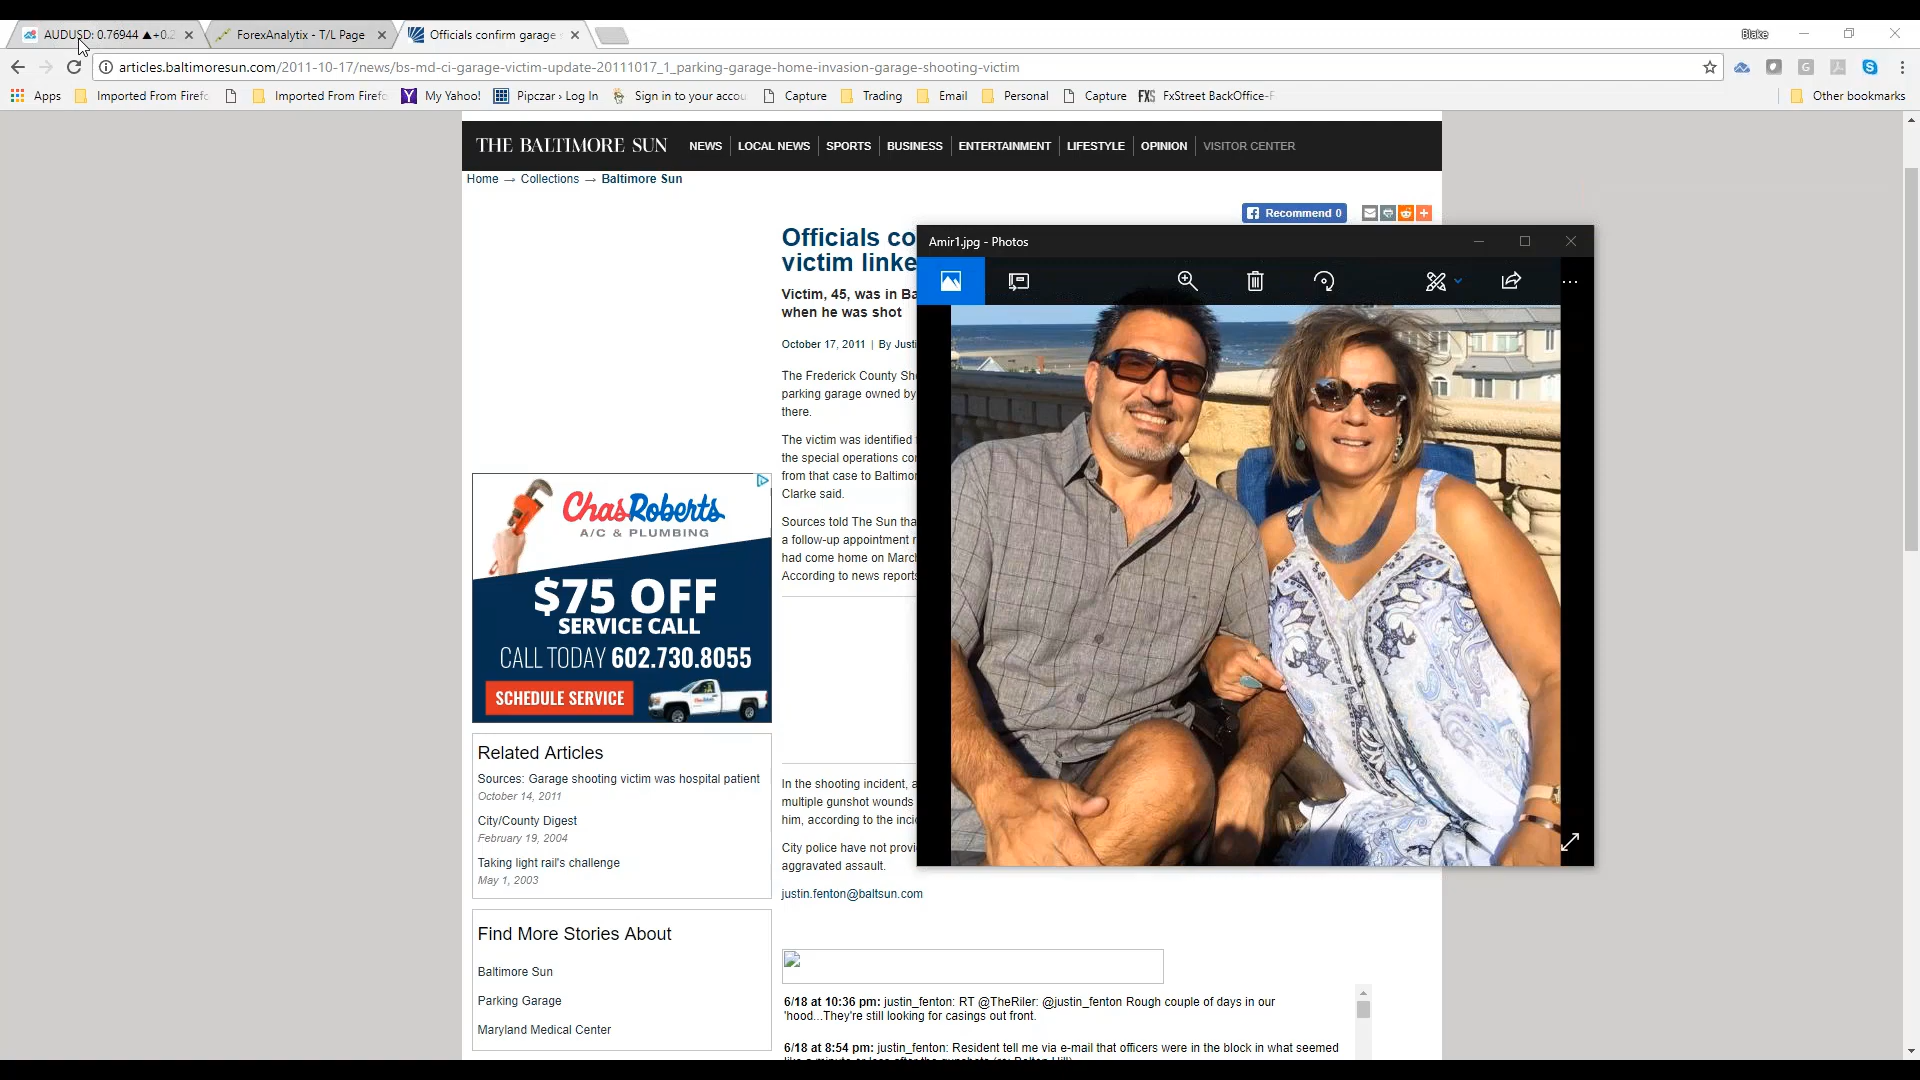 AUDUSD: 0.76944 ▲+0.2
ForexAnalytix - T/L Page
Officials confirm garage
Blake
articles.baltimoresun.com/2011-10-17/news/bs-md-ci-garage-victim-update-20111017_1_parking-garage-home-invasion-garage-shooting-victim
Apps
Imported From Firefo
Imported From Firefo
My Yahoo!
Pipczar › Log In
Sign in to your accou
Capture
Trading
Email
Personal
Capture
FXS FxStreet BackOffice-F
Other bookmarks
THE BALTIMORE SUN
NEWS
LOCAL NEWS
SPORTS
BUSINESS
ENTERTAINMENT
LIFESTYLE
OPINION
VISITOR CENTER
Home → Collections → Baltimore Sun
Recommend 0
Officials co
victim linke
Victim, 45, was in Ba
when he was shot
October 17, 2011 | By Justi
The Frederick County She
parking garage owned by
there.
The victim was identified
the special operations co
from that case to Baltimor
Clarke said.
Sources told The Sun tha
a follow-up appointment r
had come home on March
According to news reports
In the shooting incident, a
multiple gunshot wounds
him, according to the inci
City police have not provi
aggravated assault.
justin.fenton@baltsun.com
Amir1.jpg - Photos
ChasRoberts
A/C & PLUMBING
$75 OFF
SERVICE CALL
CALL TODAY 602.730.8055
SCHEDULE SERVICE
Related Articles
Sources: Garage shooting victim was hospital patient
October 14, 2011
City/County Digest
February 19, 2004
Taking light rail's challenge
May 1, 2003
Find More Stories About
Baltimore Sun
Parking Garage
Maryland Medical Center
6/18 at 10:36 pm: justin_fenton: RT @TheRiler: @justin_fenton Rough couple of days in our
'hood...They're still looking for casings out front.
6/18 at 8:54 pm: justin_fenton: Resident tell me via e-mail that officers were in the block in what seemed